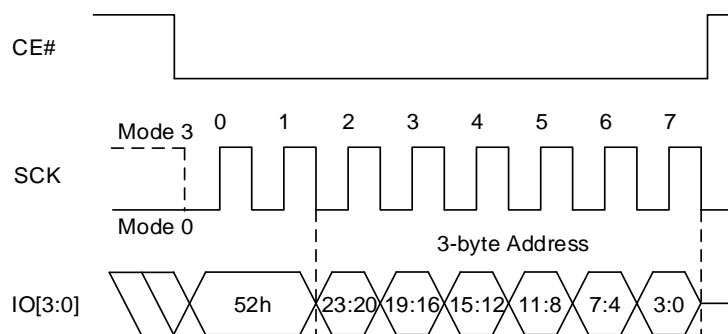 CE#
0 1 2 3 4 5 6 7
Mode 3
SCK
Mode 0
3-byte Address
IO[3:0] 52h 23:20 19:16 15:12 11:8 7:4 3:0